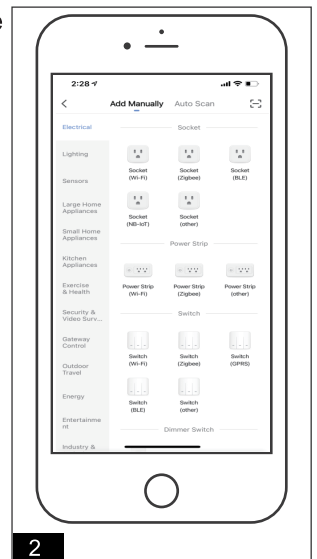 e
2:28
Add Manually Auto Scan
Electrical
Socket
Lighting
Socket
(Wi-Fi)
Socket
(Zigbee)
Socket
(BLE)
Sensors
Large Home
Appliances
Socket
(NB-IoT)
Socket
(other)
Small Home
Appliances
Power Strip
Kitchen
Appliances
Power Strip
(Wi-Fi)
Power Strip
(Zigbee)
Power Strip
(other)
Exercise
& Health
Security &
Video Surv...
Switch
Gateway
Control
Switch
(Wi-Fi)
Switch
(Zigbee)
Switch
(GPRS)
Outdoor
Travel
Energy
Switch
(BLE)
Switch
(other)
Entertainme
nt
Dimmer Switch
Industry &
2